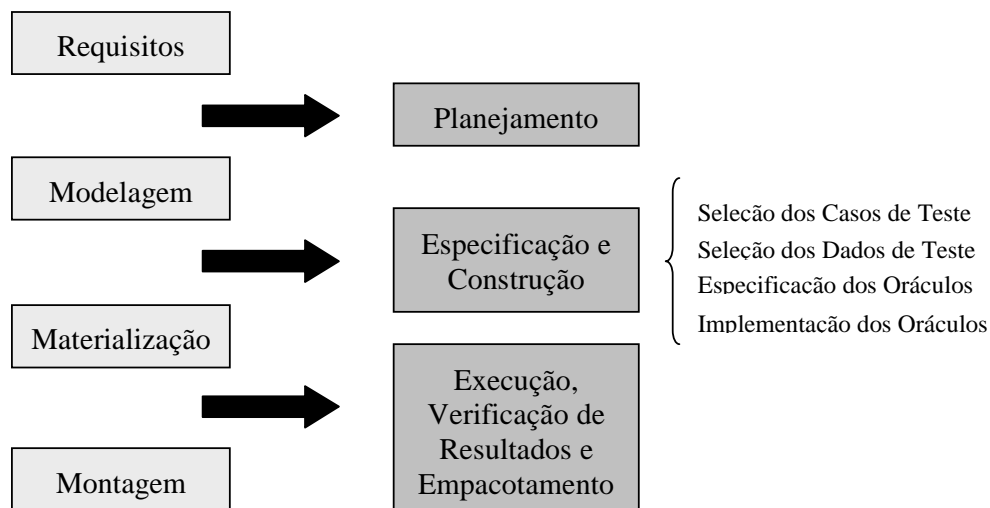 Requisitos
Planejamento
Modelagem
Especificação e
Construção
Seleção dos Casos de Teste
Seleção dos Dados de Teste
Especificação dos Oráculos
Implementação dos Oráculos
Materialização
Execução,
Verificação de
Resultados e
Empacotamento
Montagem